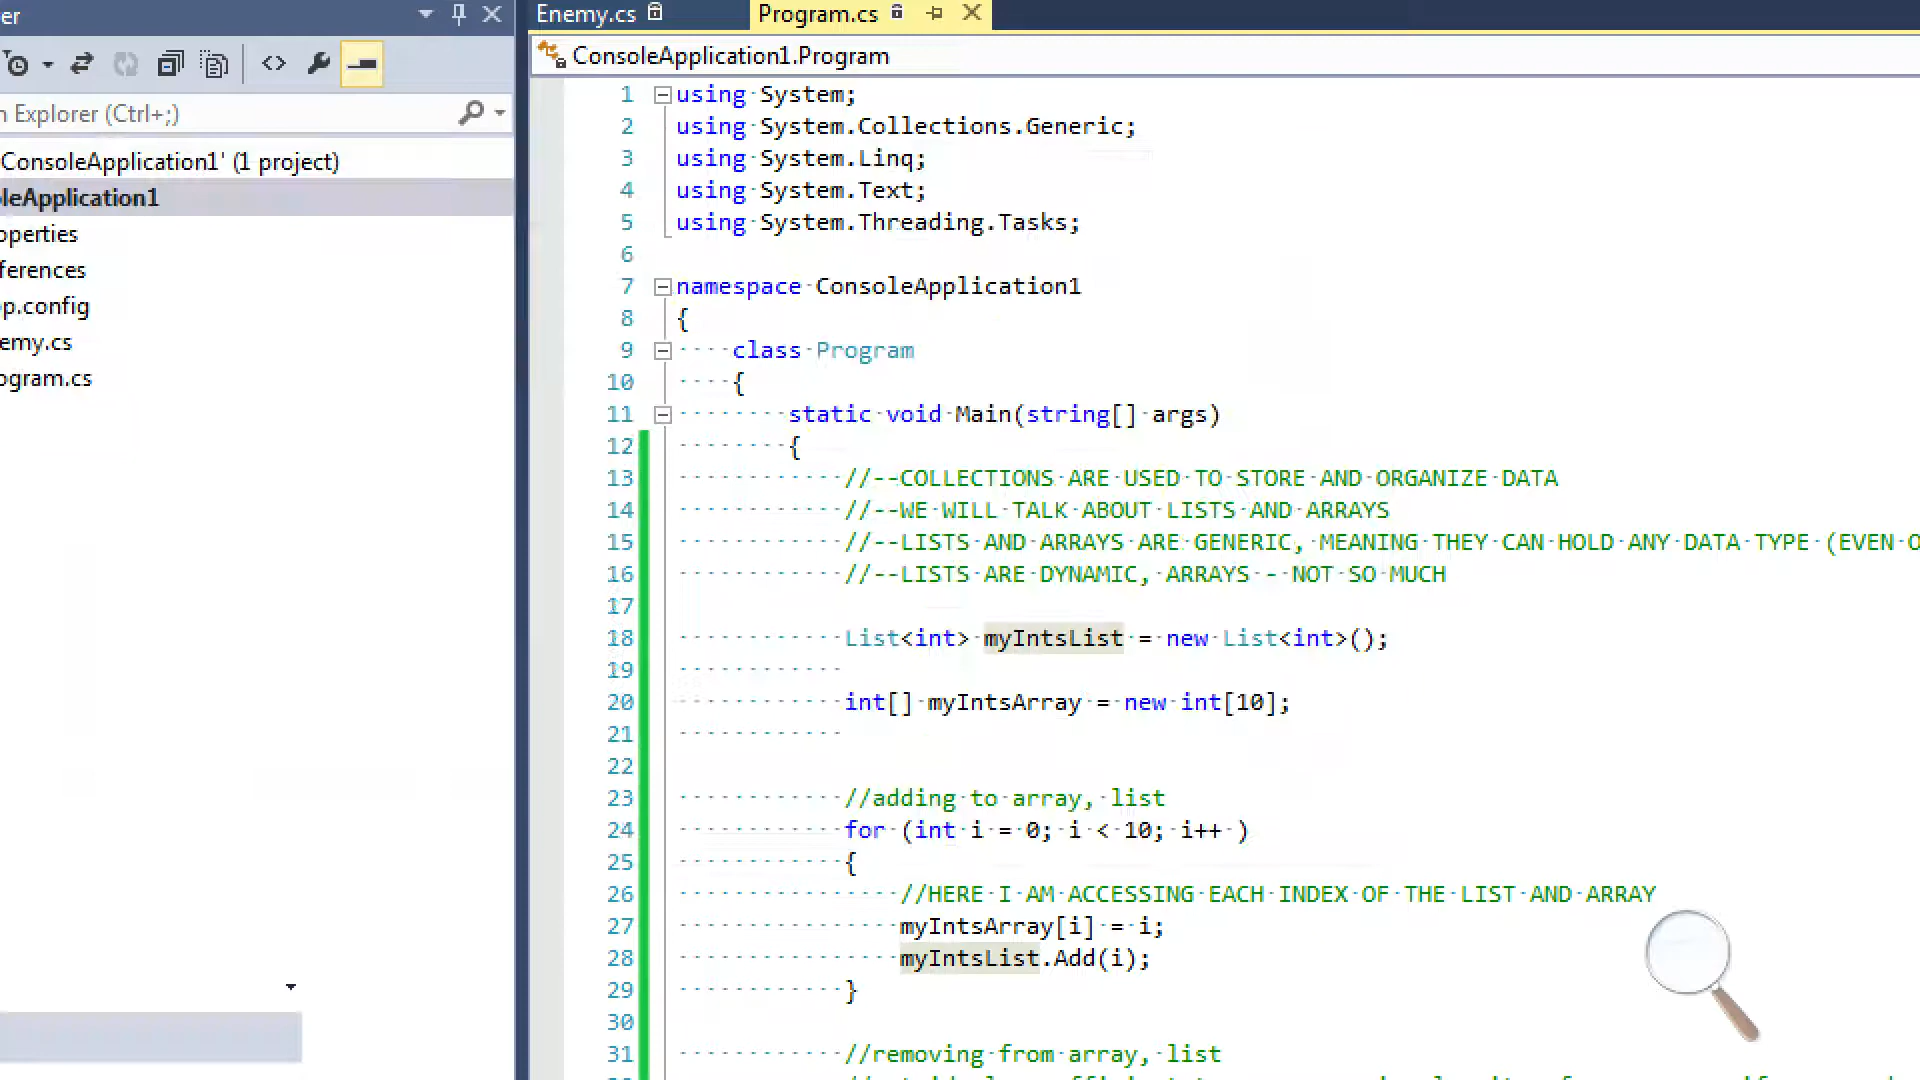 er
Enemy.cs
Program.cs
ConsoleApplication1.Program
n Explorer (Ctrl+;)
ConsoleApplication1' (1 project)
leApplication1
operties
ferences
p.config
emy.cs
ogram.cs
1 using System;
2 using System.Collections.Generic;
3 using System.Linq;
4 using System.Text;
5 using System.Threading.Tasks;
6
7 namespace ConsoleApplication1
8 {
9 class Program
10 {
11 static void Main(string[] args)
12 {
13 //--COLLECTIONS ARE USED TO STORE AND ORGANIZE DATA
14 //--WE WILL TALK ABOUT LISTS AND ARRAYS
15 //--LISTS AND ARRAYS ARE GENERIC, MEANING THEY CAN HOLD ANY DATA TYPE (EVEN
16 //--LISTS ARE DYNAMIC, ARRAYS - NOT SO MUCH
17
18 List<int> myIntsList = new List<int>();
19
20 int[] myIntsArray = new int[10];
21
22
23 //adding to array, list
24 for (int i = 0; i < 10; i++ )
25 {
26 //HERE I AM ACCESSING EACH INDEX OF THE LIST AND ARRAY
27 myIntsArray[i] = i;
28 myIntsList.Add(i);
29 }
30
31 //removing from array, list